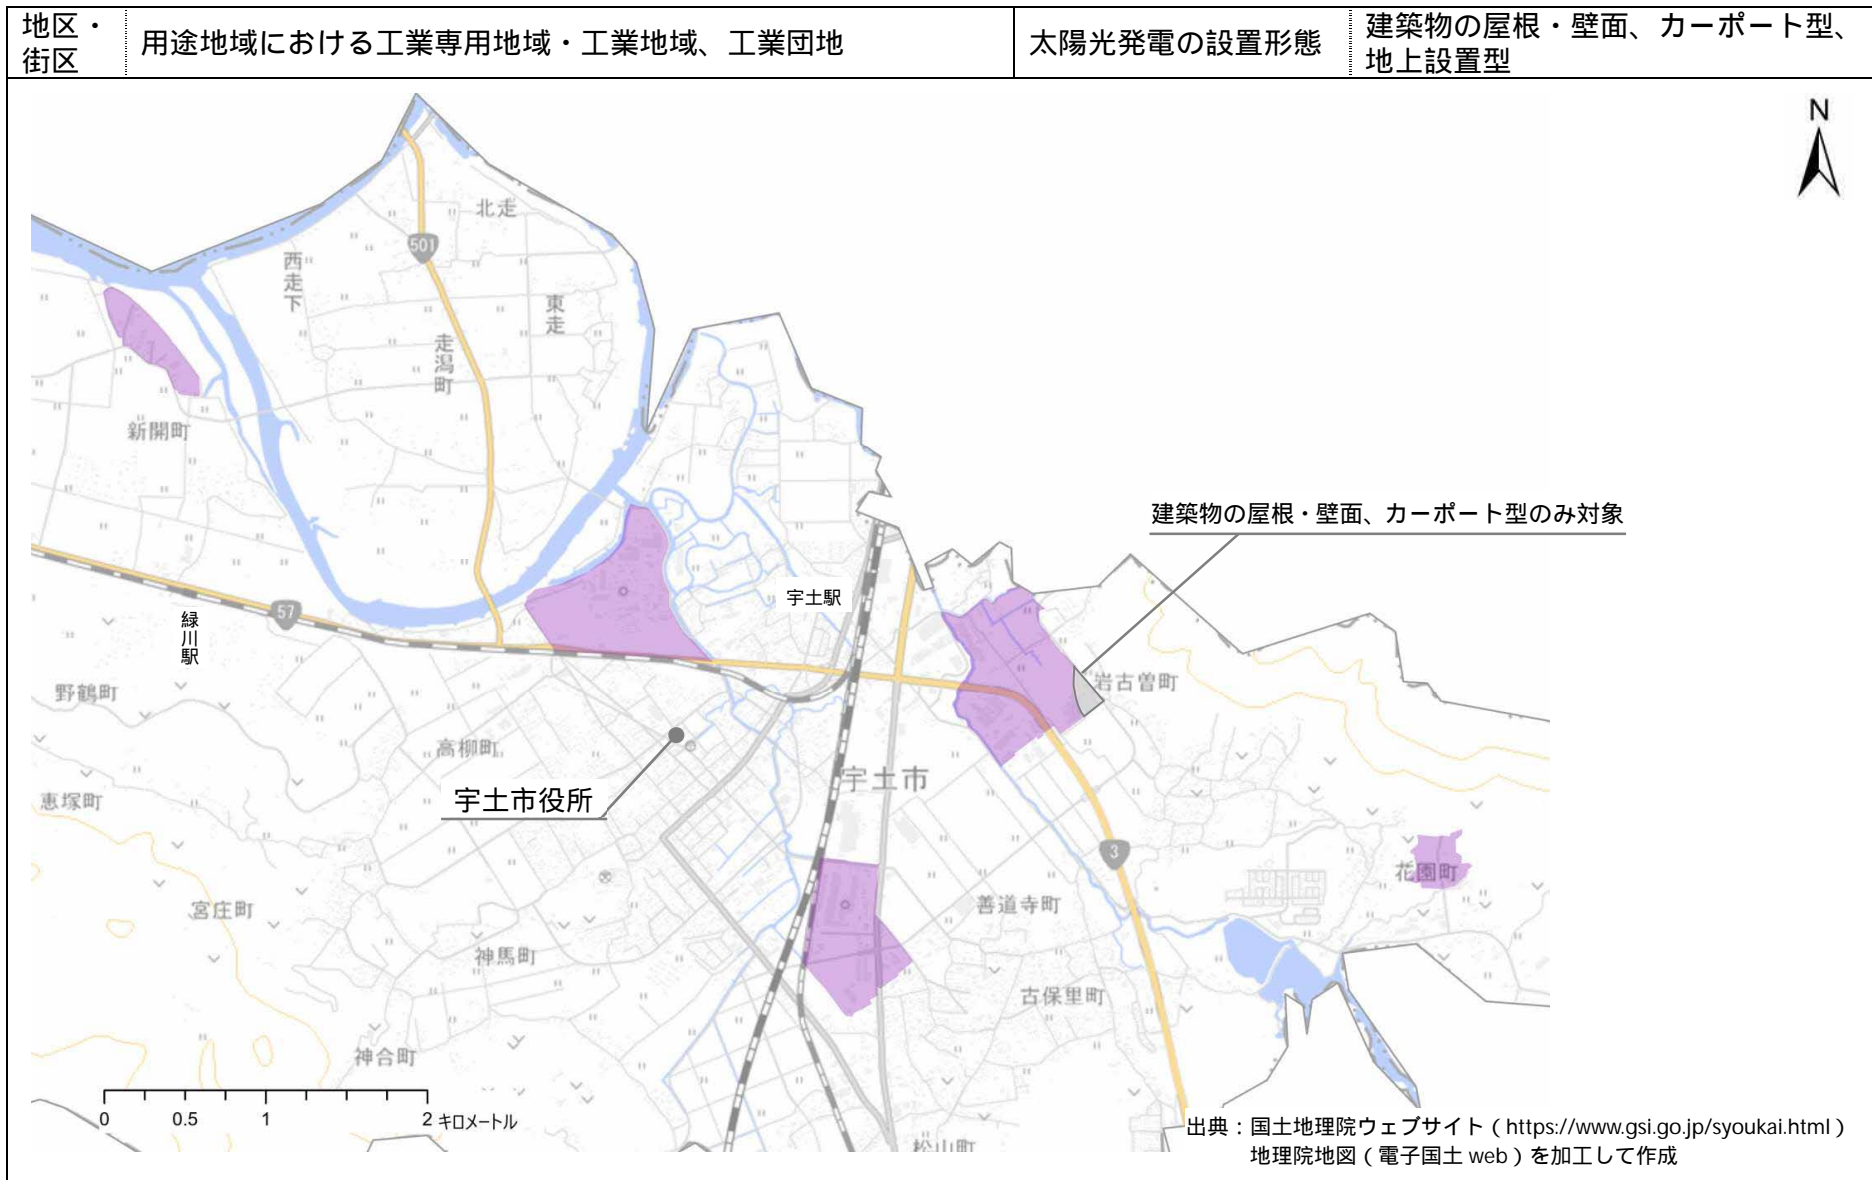 地区・
街区
用途地域における工業専用地域・工業地域、工業団地
太陽光発電の設置形態
建築物の屋根・壁面、カーポート型、
地上設置型
N
北走
501
西走下
東走
走潟町
新開町
建築物の屋根・壁面、カーポート型のみ対象
宇土駅
57
緑川駅
岩古曽町
野鶴町
高柳町
宇土市
宇土市役所
恵塚町
3
花園町
宮庄町
善道寺町
神馬町
古保里町
神合町
0 0.5 1 2 キロメートル
松山町
出典：国土地理院ウェブサイト（https://www.gsi.go.jp/syoukai.html）
地理院地図（電子国土 web）を加工して作成